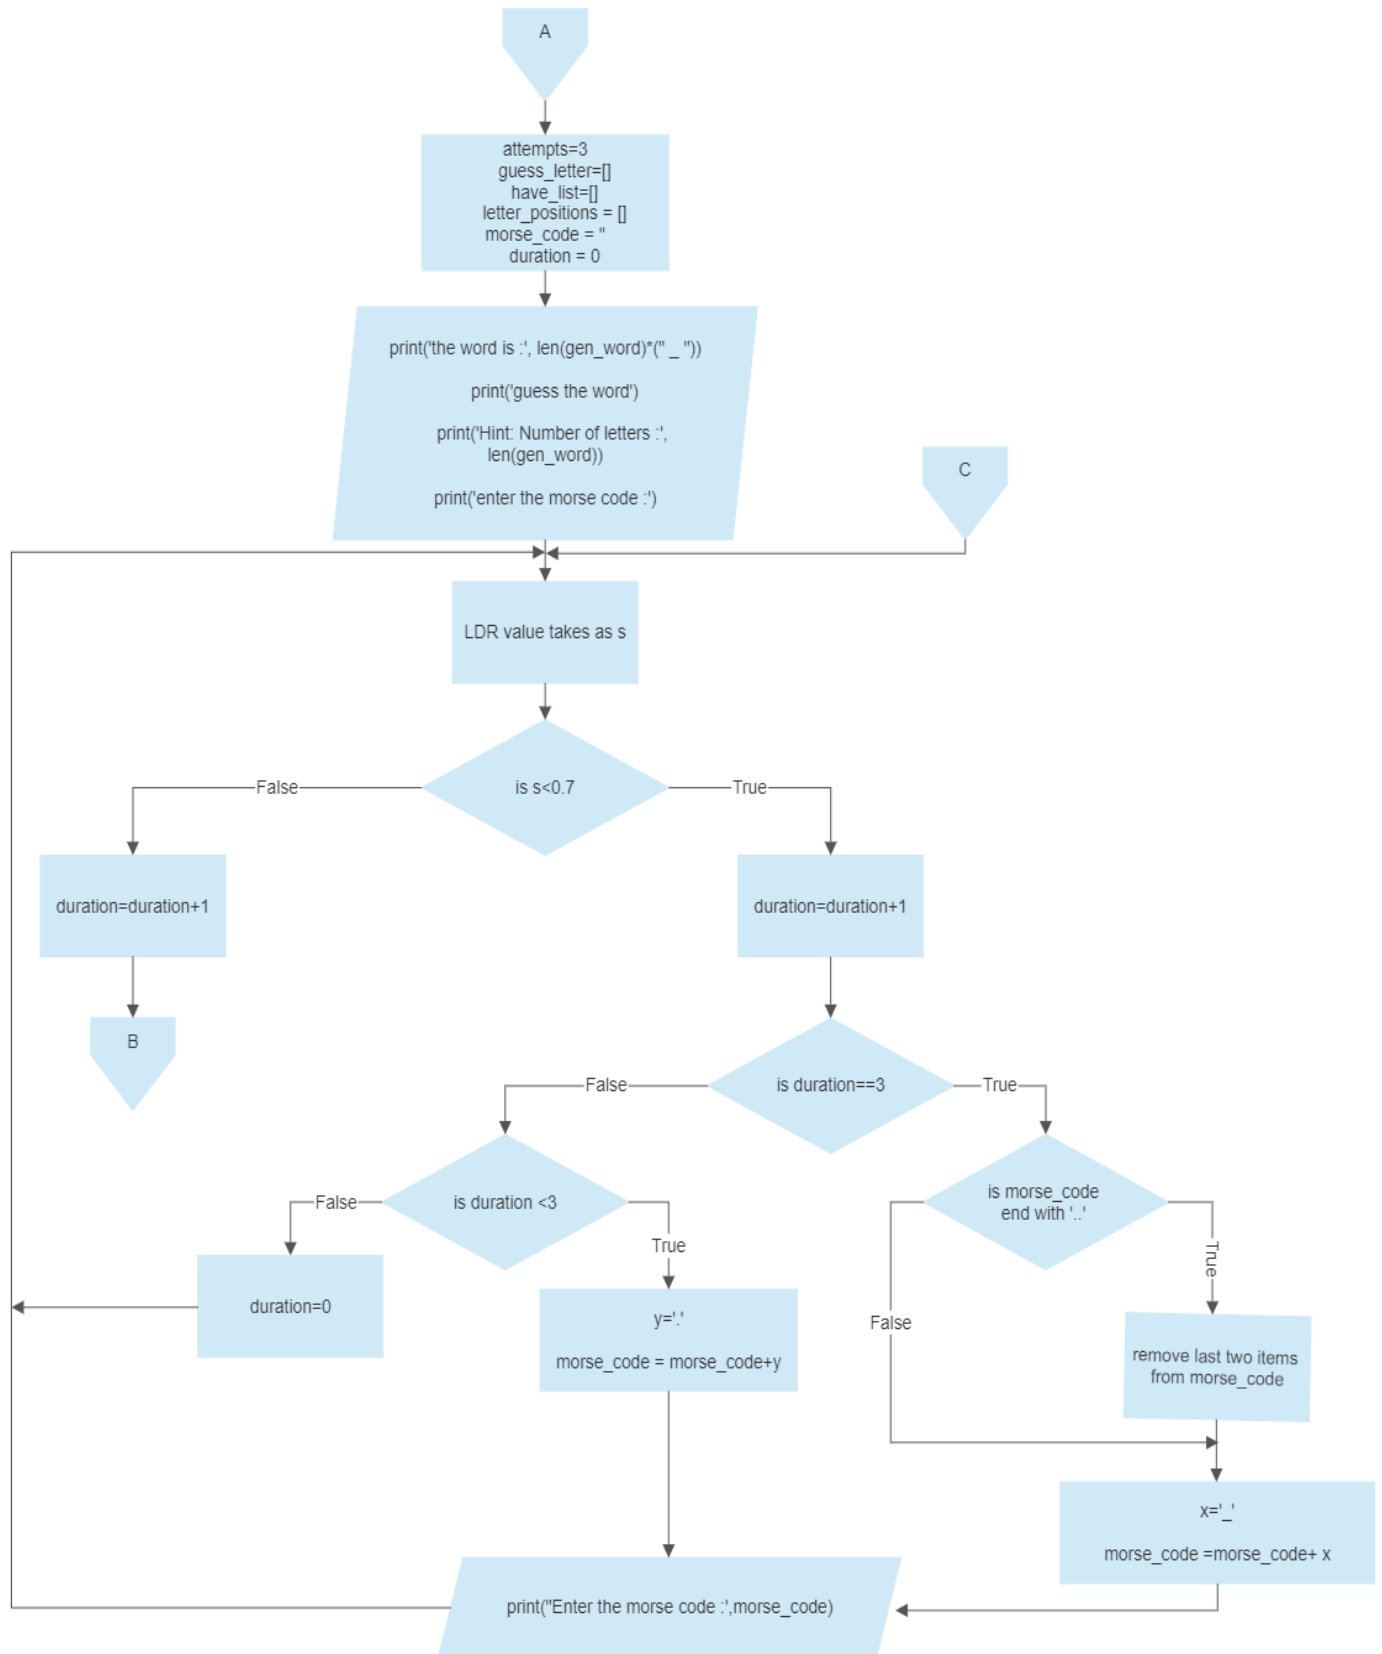 A
attempts=3
guess_letter=[]
have_list=[]
letter_positions = []
morse_code = ''
duration = 0
print('the word is :', len(gen_word)*(" _ "))
print('guess the word')
print('Hint: Number of letters :',
len(gen_word))
print('enter the morse code :')
C
LDR value takes as s
is s<0.7
False
True
duration=duration+1
duration=duration+1
B
is duration==3
False
True
is duration <3
is morse_code
end with '..'
False
True
True
False
duration=0
y='.'
morse_code = morse_code+y
remove last two items
from morse_code
x='_'
morse_code =morse_code+ x
print("Enter the morse code :',morse_code)